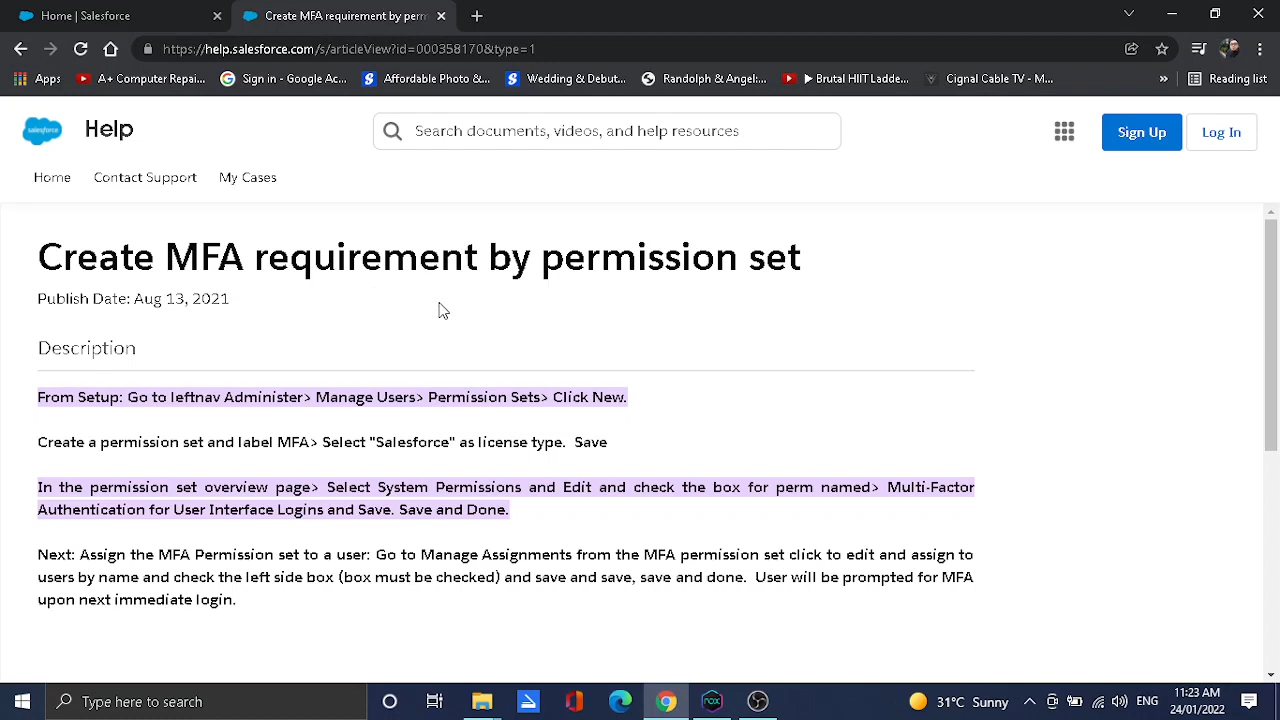 Home | Salesforce
Create MFA requirement by perm
https://help.salesforce.com/s/articleView?id=000358170&type=1
Apps
A+ Computer Repai...
Sign in - Google Ac...
Affordable Photo &...
Wedding & Debut...
Randolph & Angel:...
▶ Brutal HIIT Ladde...
Cignal Cable TV - M...
»
Reading list
salesforce
Help
Search documents, videos, and help resources
Sign Up
Log In
Home
Contact Support
My Cases
Create MFA requirement by permission set
Publish Date: Aug 13, 2021
Description
From Setup: Go to leftnav Administer> Manage Users> Permission Sets> Click New.
Create a permission set and label MFA> Select "Salesforce" as license type.  Save
In the permission set overview page> Select System Permissions and Edit and check the box for perm named> Multi-Factor
Authentication for User Interface Logins and Save. Save and Done.
Next: Assign the MFA Permission set to a user: Go to Manage Assignments from the MFA permission set click to edit and assign to
users by name and check the left side box (box must be checked) and save and save, save and done.  User will be prompted for MFA
upon next immediate login.
Type here to search
nox
31°C Sunny
ENG
11:23 AM
24/01/2022